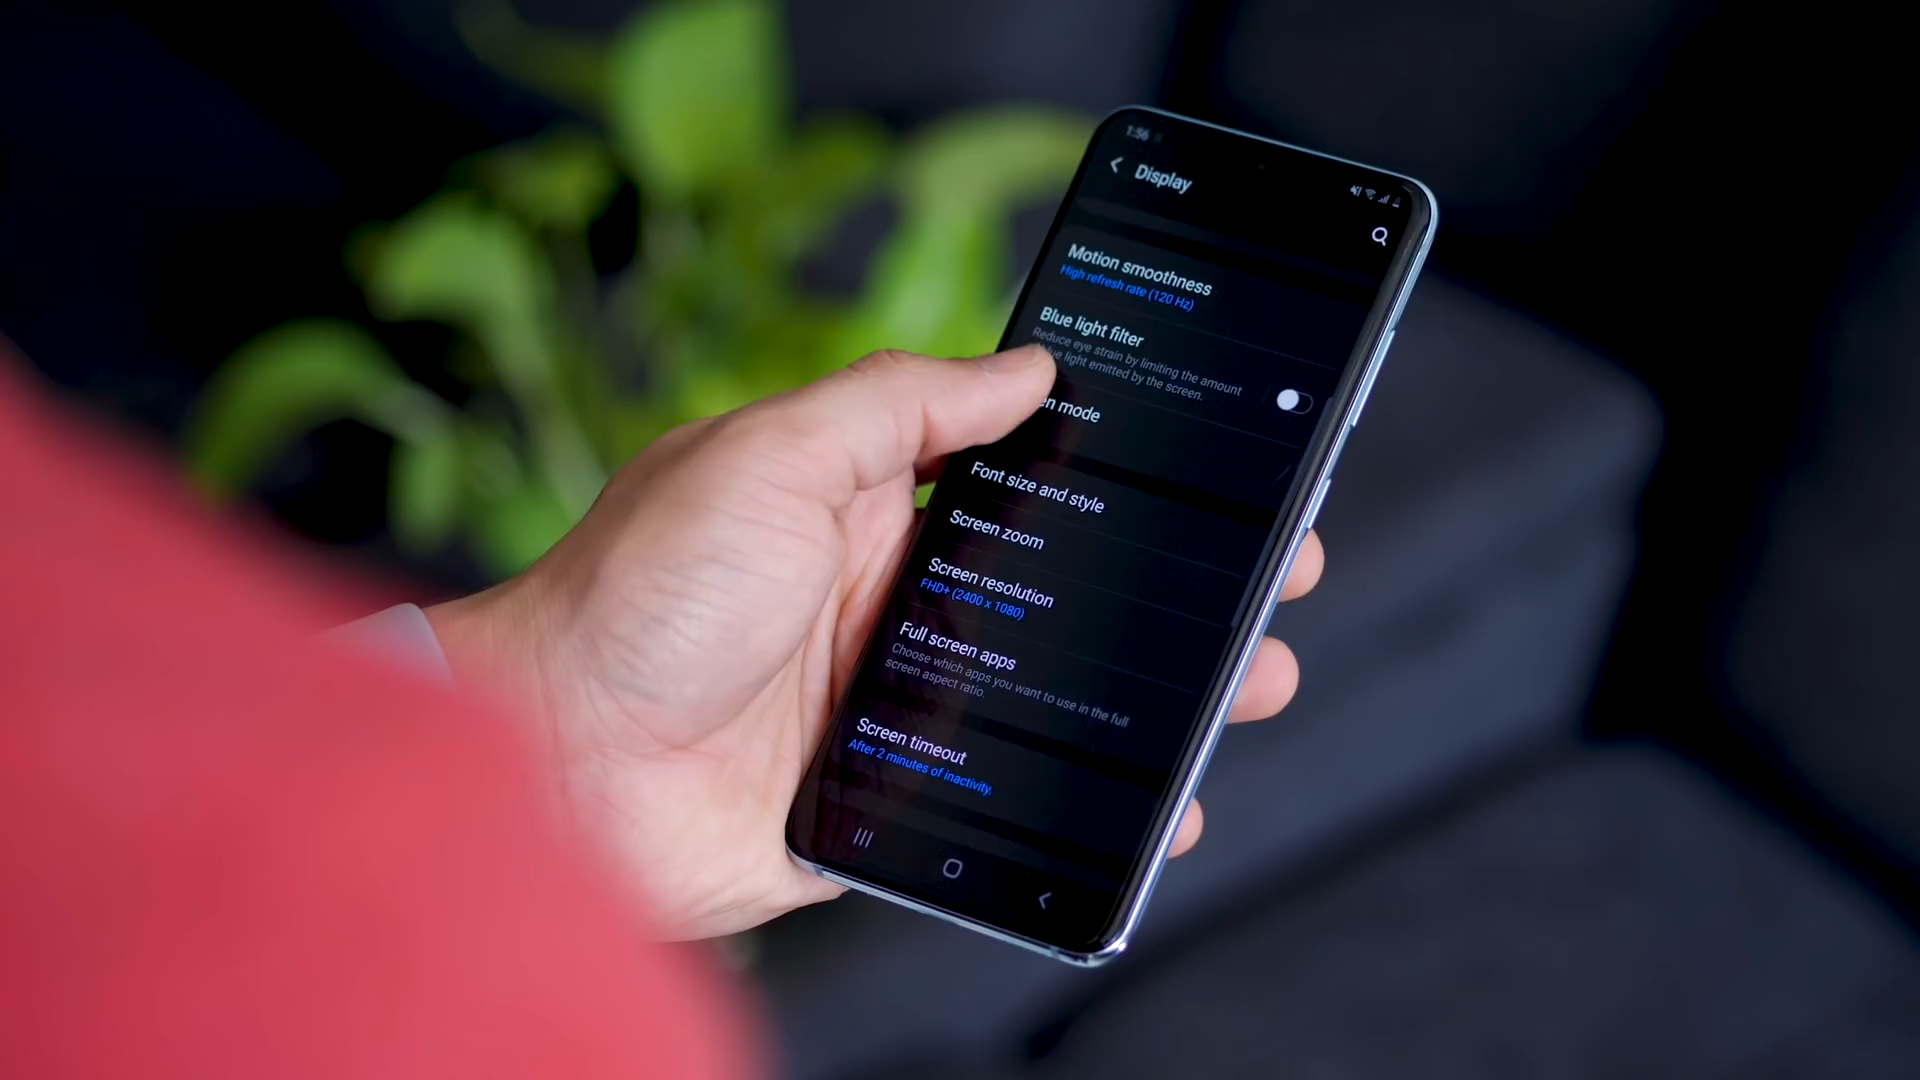 1:56
Display
Motion smoothness
High refresh rate (120 Hz)
Blue light filter
Reduce eye strain by limiting the amount
light emitted by the screen.
en mode
Font size and style
Screen zoom
Screen resolution
FHD+ (2400 x 1080)
Full screen apps
Choose which apps you want to use in the full
screen aspect ratio.
Screen timeout
After 2 minutes of inactivity.